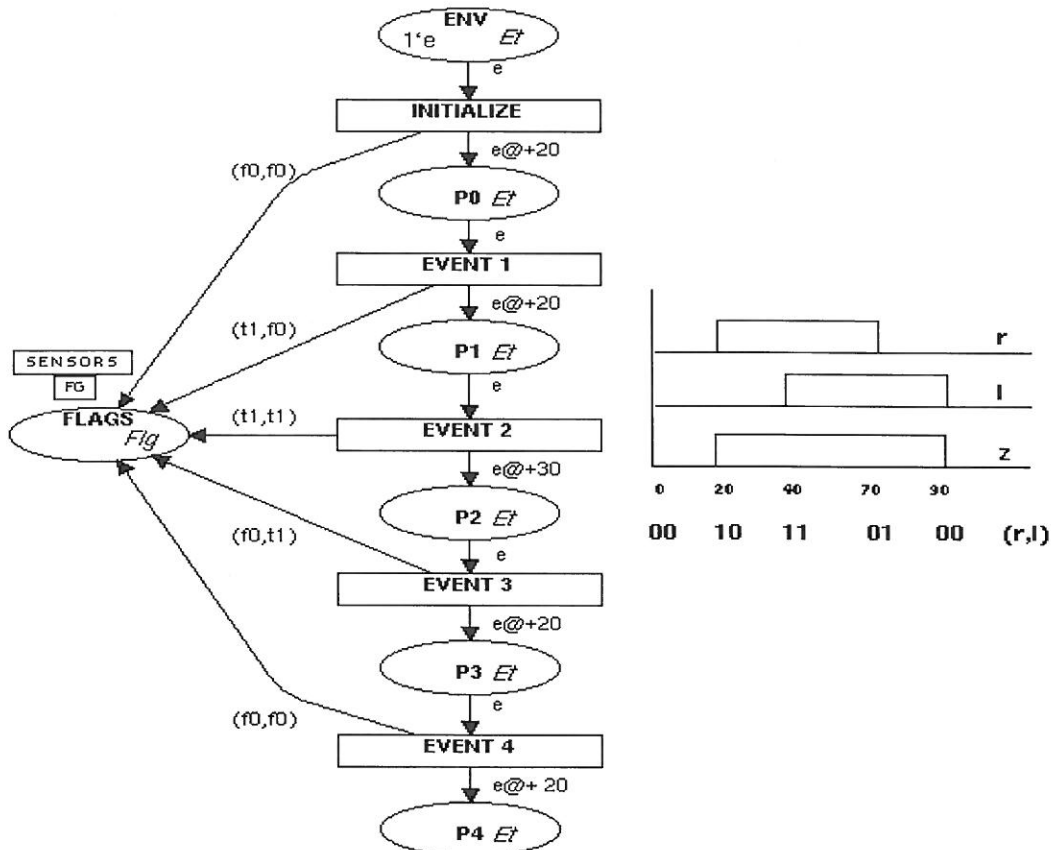 ENV
1'e Et
e
INITIALIZE
(f0,f0)
e@+20
P0 Et
e
EVENT 1
(t1,f0)
e@+20
P1 Et
e
SENSORS
FG
FLAGS
Flg
(t1,t1)
EVENT 2
e@+30
P2 Et
e
(f0,t1)
EVENT 3
e@+20
P3 Et
e
(f0,f0)
EVENT 4
e@+ 20
P4 Et
r
l
z
0 20 40 70 90
00 10 11 01 00 (r,l)